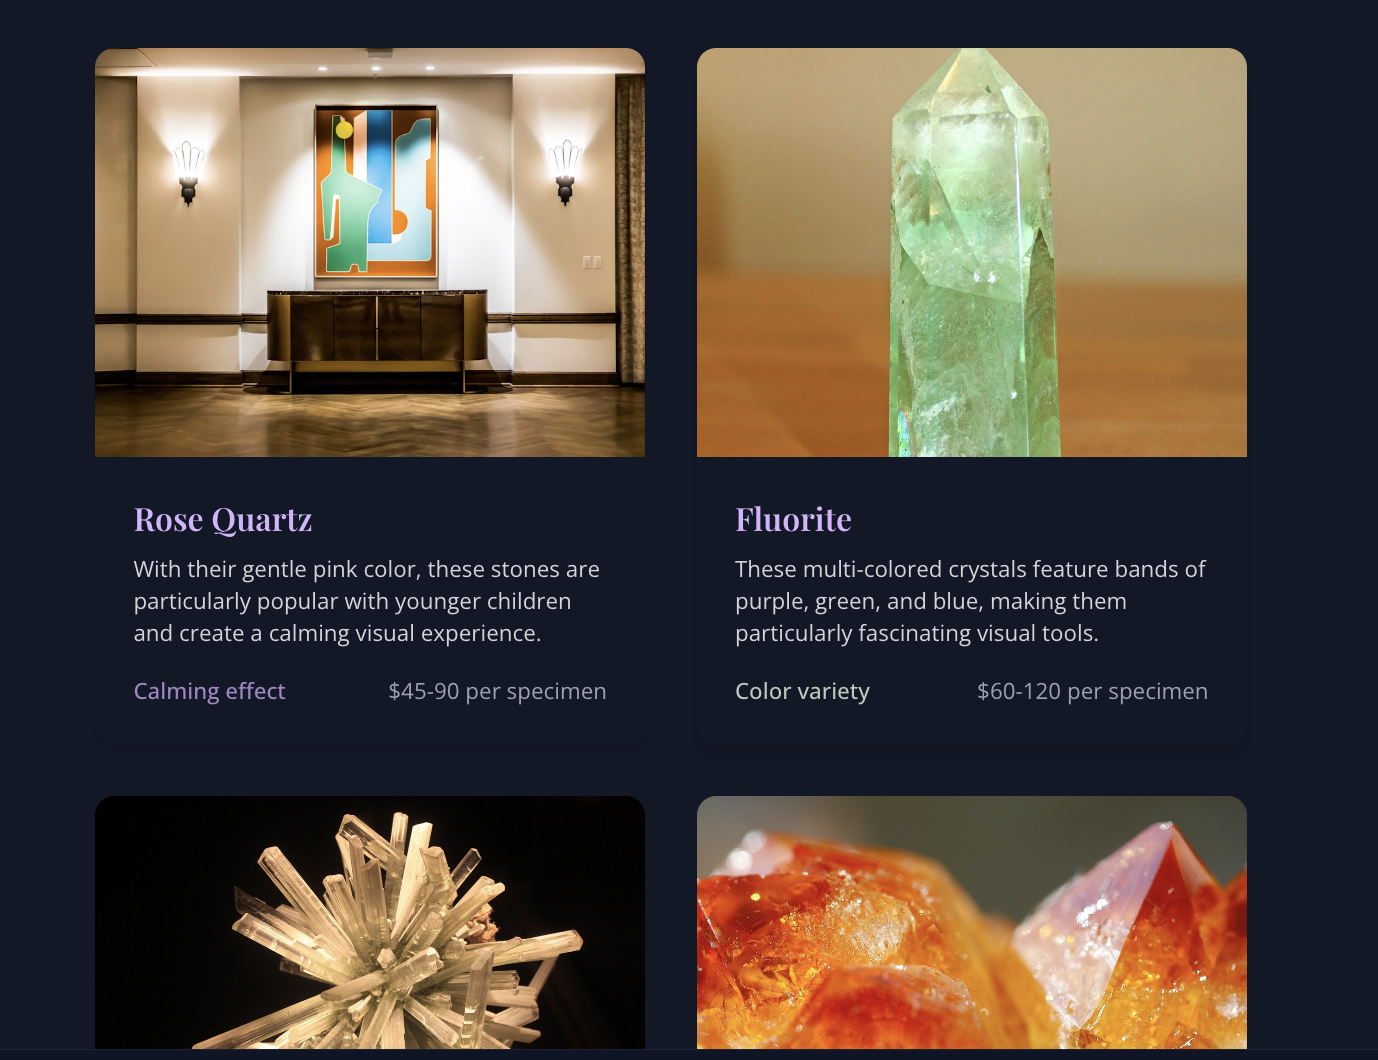 Rose Quartz
With their gentle pink color, these stones are
particularly popular with younger children
and create a calming visual experience.
Calming effect
$45-90 per specimen
Fluorite
These multi-colored crystals feature bands of
purple, green, and blue, making them
particularly fascinating visual tools.
Color variety
$60-120 per specimen